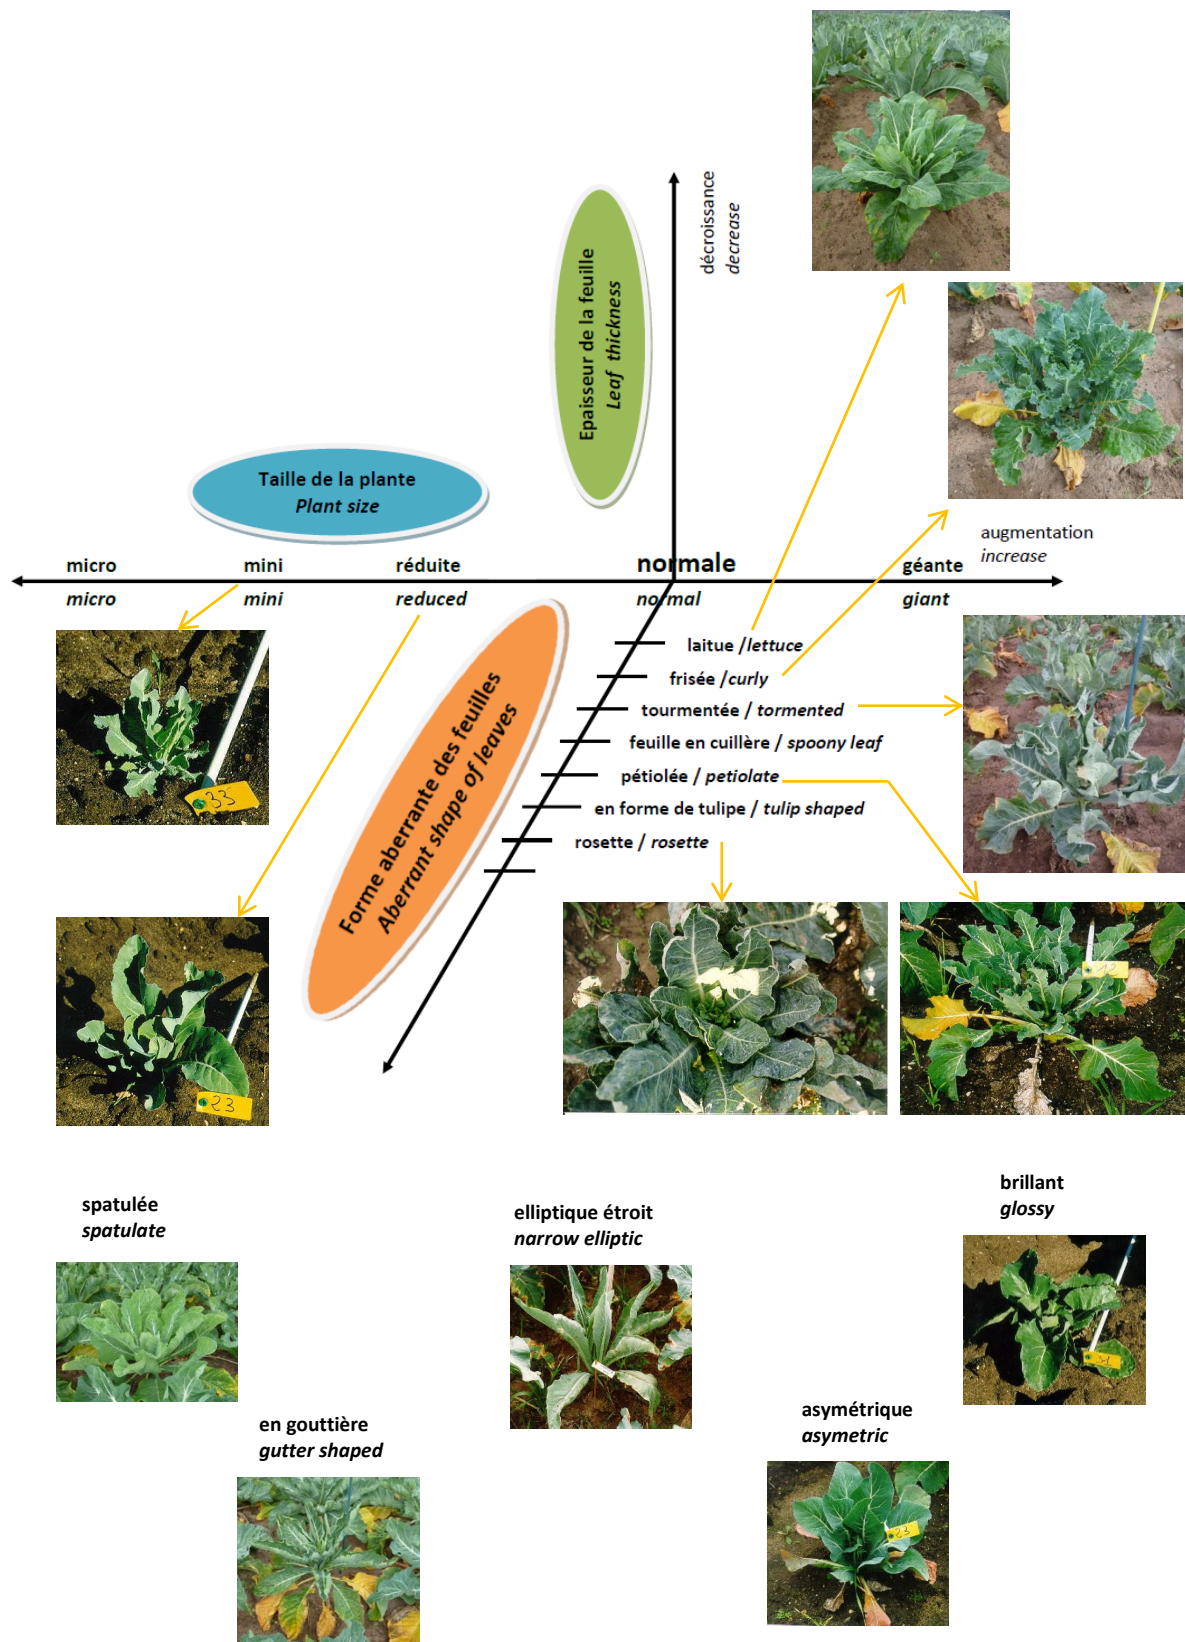 décroissance
decrease
Epaisseur de la feuille
Leaf thickness
Taille de la plante
Plant size
augmentation
increase
micro
mini
réduite
normale
géante
micro
mini
reduced
normal
giant
laitue /lettuce
frisée /curly
tourmentée / tormented
feuille en cuillère / spoony leaf
pétiolée / petiolate
en forme de tulipe / tulip shaped
rosette / rosette
Forme aberrante des feuilles
Aberrant shape of leaves
33
23
brillant
glossy
spatulée
spatulate
elliptique étroit
narrow elliptic
asymétrique
asymetric
en gouttière
gutter shaped
23